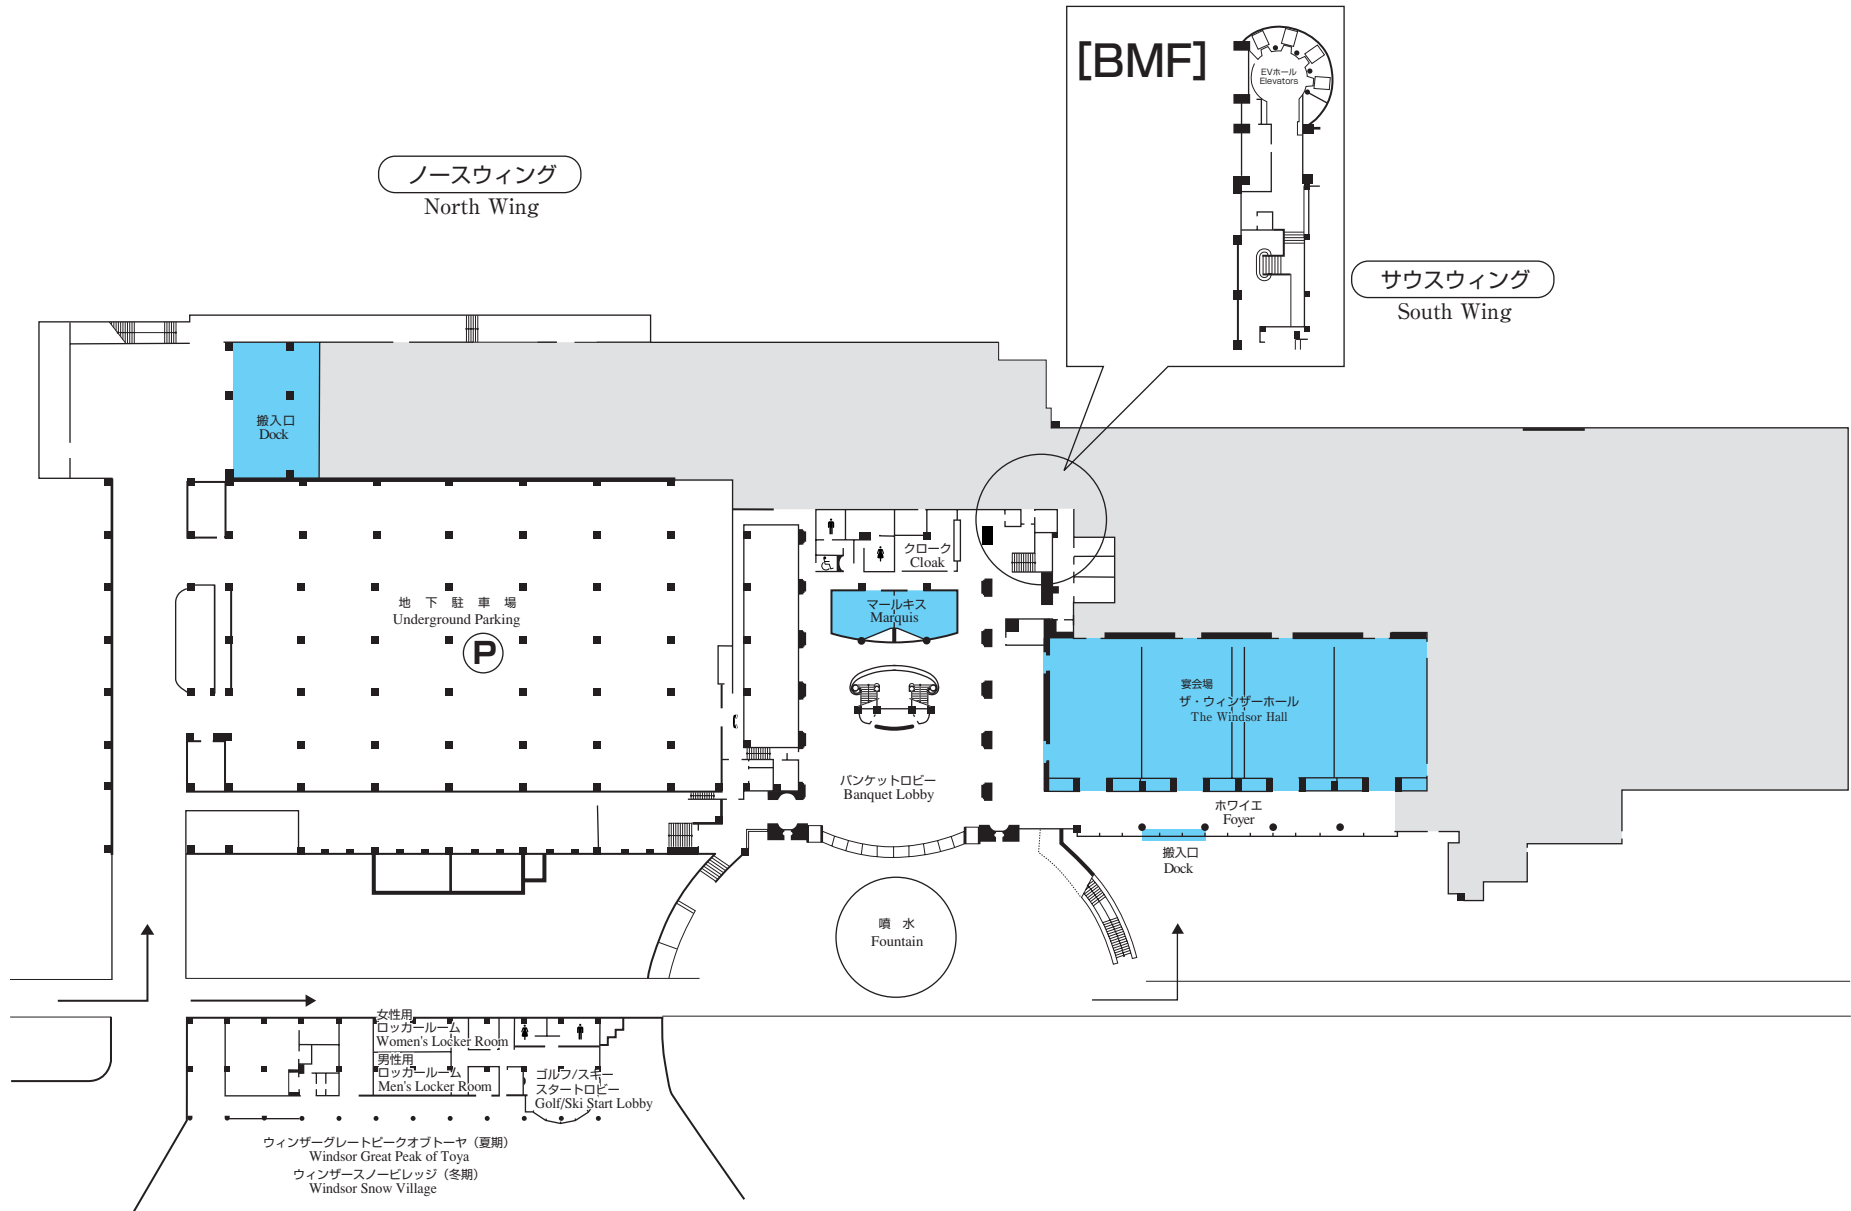 [BMF]
EVホール
Elevators
ノースウィング
North Wing
サウスウィング
South Wing
搬入口
Dock
クローク
Cloak
地下駐車場
Underground Parking
P
マールキス
Marquis
宴会場
ザ・ウィンザーホール
The Windsor Hall
バンケットロビー
Banquet Lobby
ホワイエ
Foyer
搬入口
Dock
噴水
Fountain
女性用
ロッカールーム
Women's Locker Room
男性用
ロッカールーム
Men's Locker Room
ゴルフ/スキー
スタートロビー
Golf/Ski Start Lobby
ウィンザーグレートピークオブトーヤ（夏期）
Windsor Great Peak of Toya
ウィンザースノービレッジ（冬期）
Windsor Snow Village